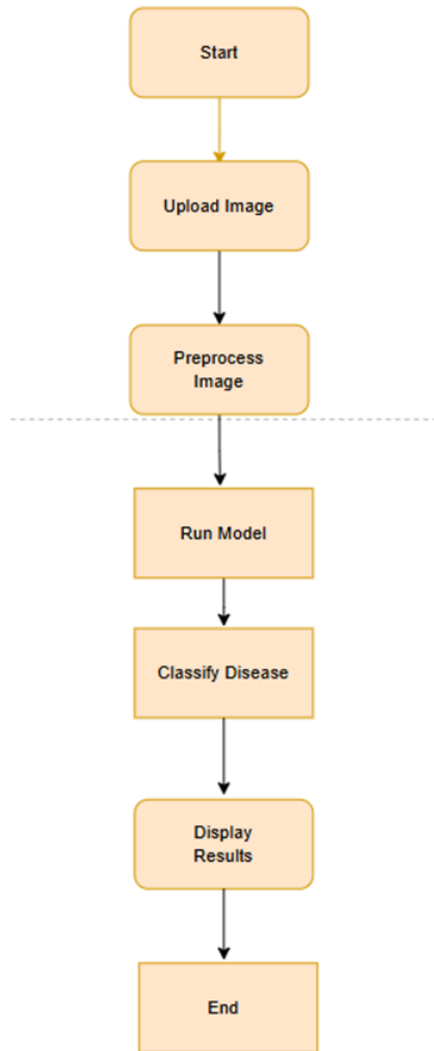 Start
Upload Image
Preprocess
Image
Run Model
Classify Disease
Display
Results
End